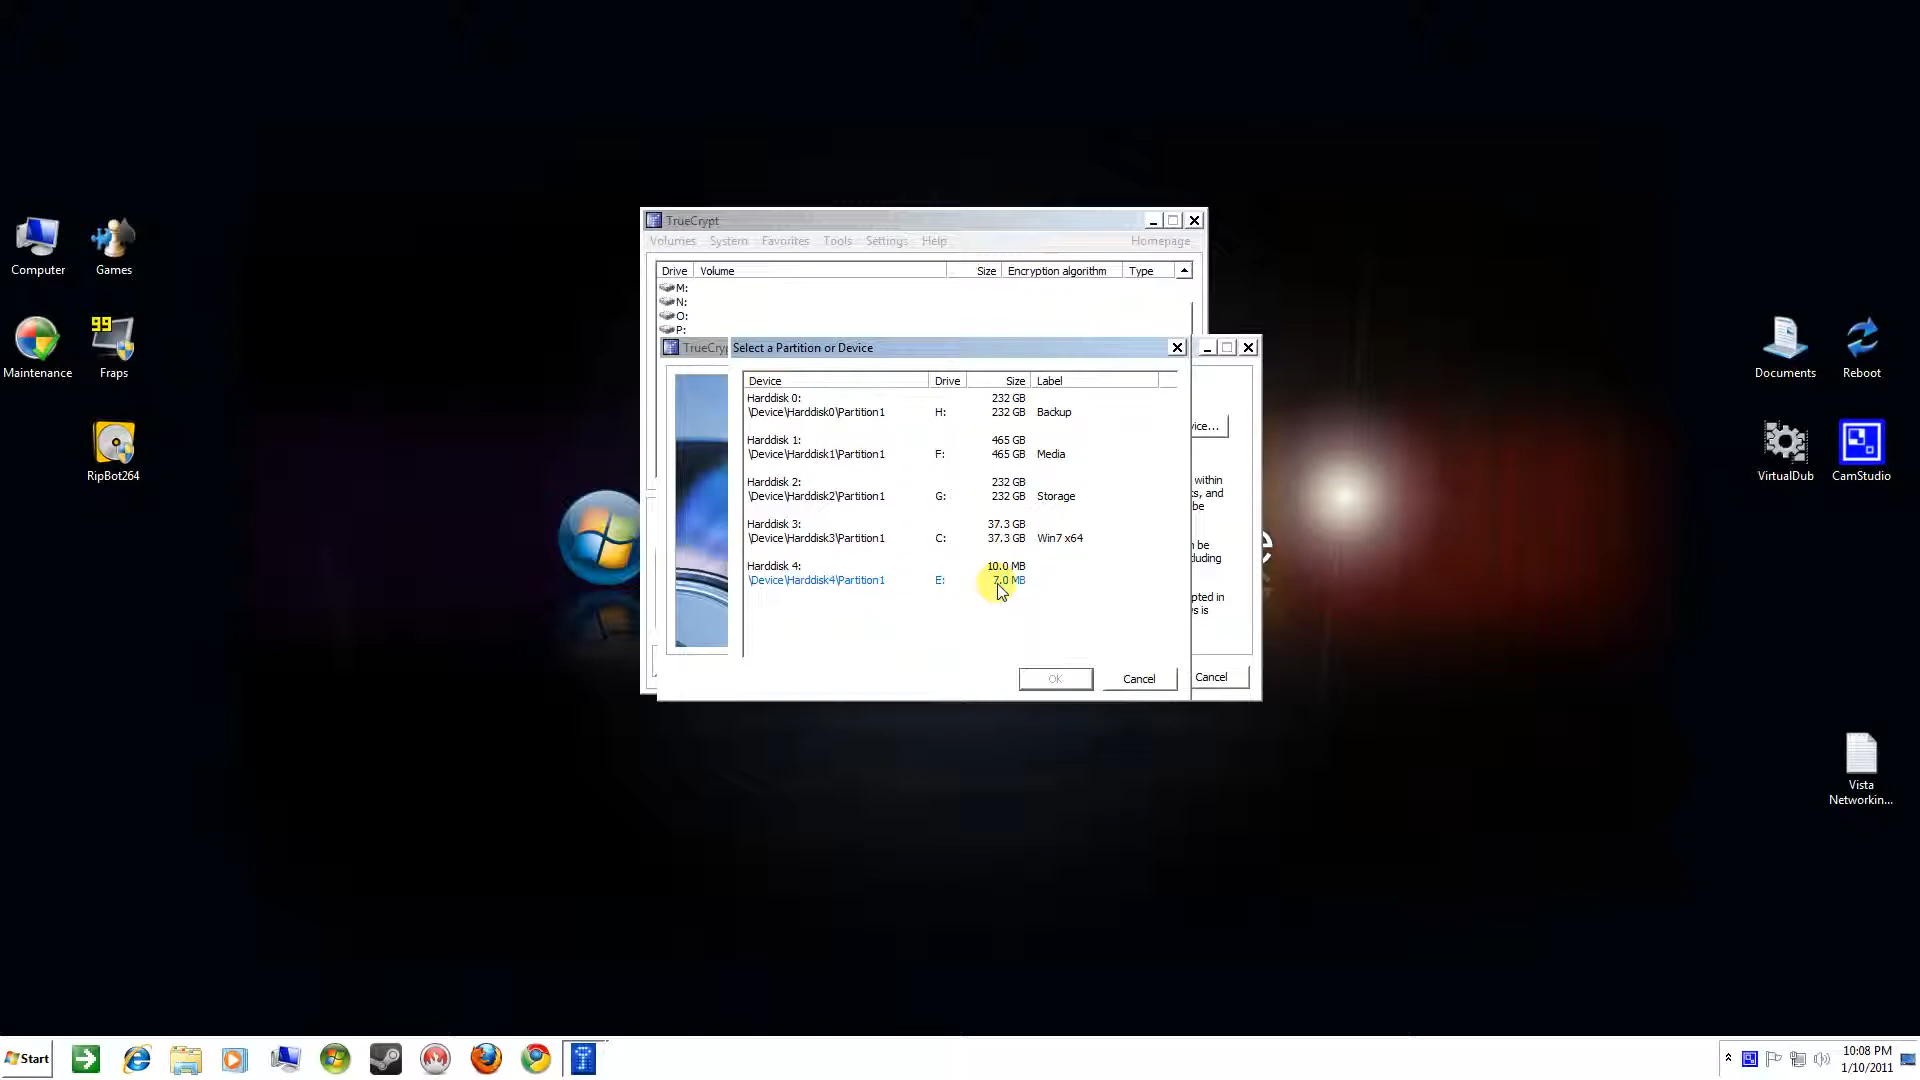 Computer
Games
Maintenance
99
Fraps
RipBot264
TrueCrypt
Volumes System Favorites Tools Settings Help Homepage
Drive Volume Size Encryption algorithm Type
M:
N:
O:
P:
Select a Partition or Device
Device Drive Size Label
Harddisk 0: 232 GB
\Device\Harddisk0\Partition1 H: 232 GB Backup
Harddisk 1: 465 GB
\Device\Harddisk1\Partition1 F: 465 GB Media
Harddisk 2: 232 GB
\Device\Harddisk2\Partition1 G: 232 GB Storage
Harddisk 3: 37.3 GB
\Device\Harddisk3\Partition1 C: 37.3 GB Win7 x64
Harddisk 4: 10.0 MB
\Device\Harddisk4\Partition1 E: 7.0 MB
OK Cancel
within
ks, and
be
n be
luding
pted in
vs is
Cancel
Documents
Reboot
VirtualDub
CamStudio
Vista
Networkin...
Start
10:08 PM
1/10/2011